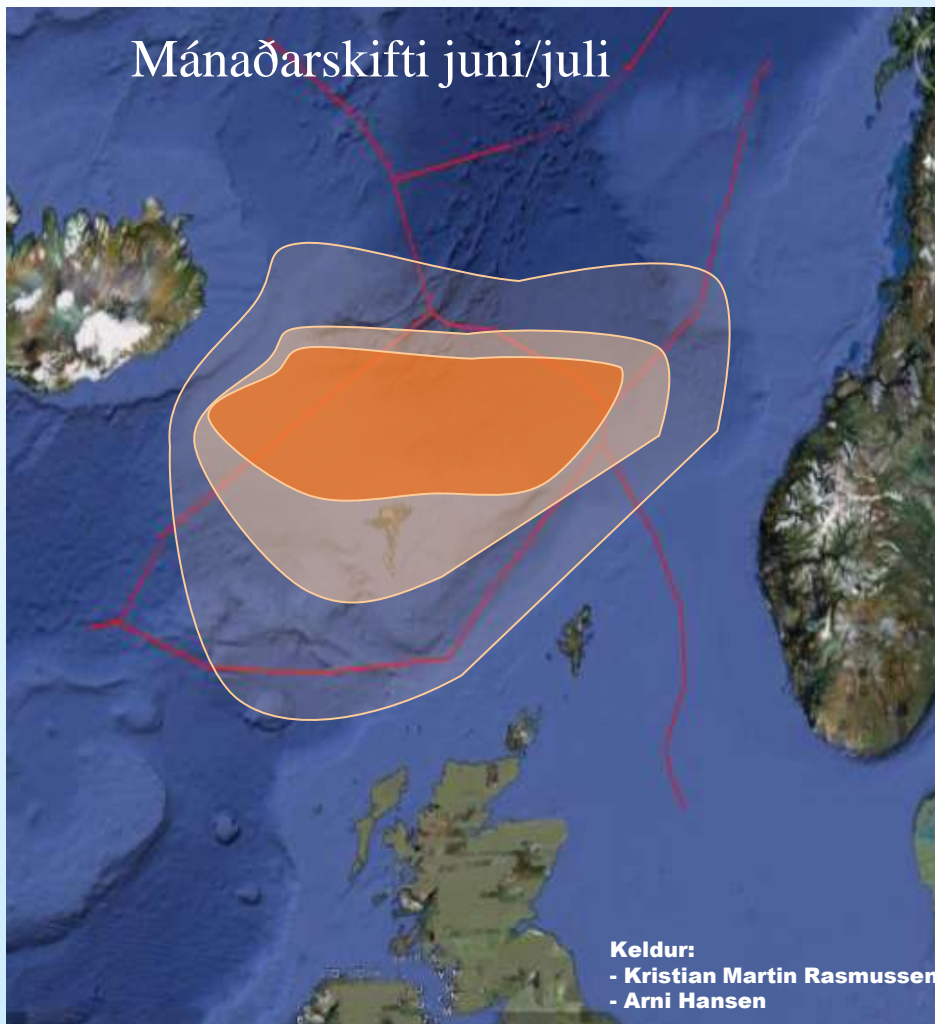 Mánaðarskifti juni/juli
Keldur:
- Kristian Martin Rasmussen
- Arni Hansen